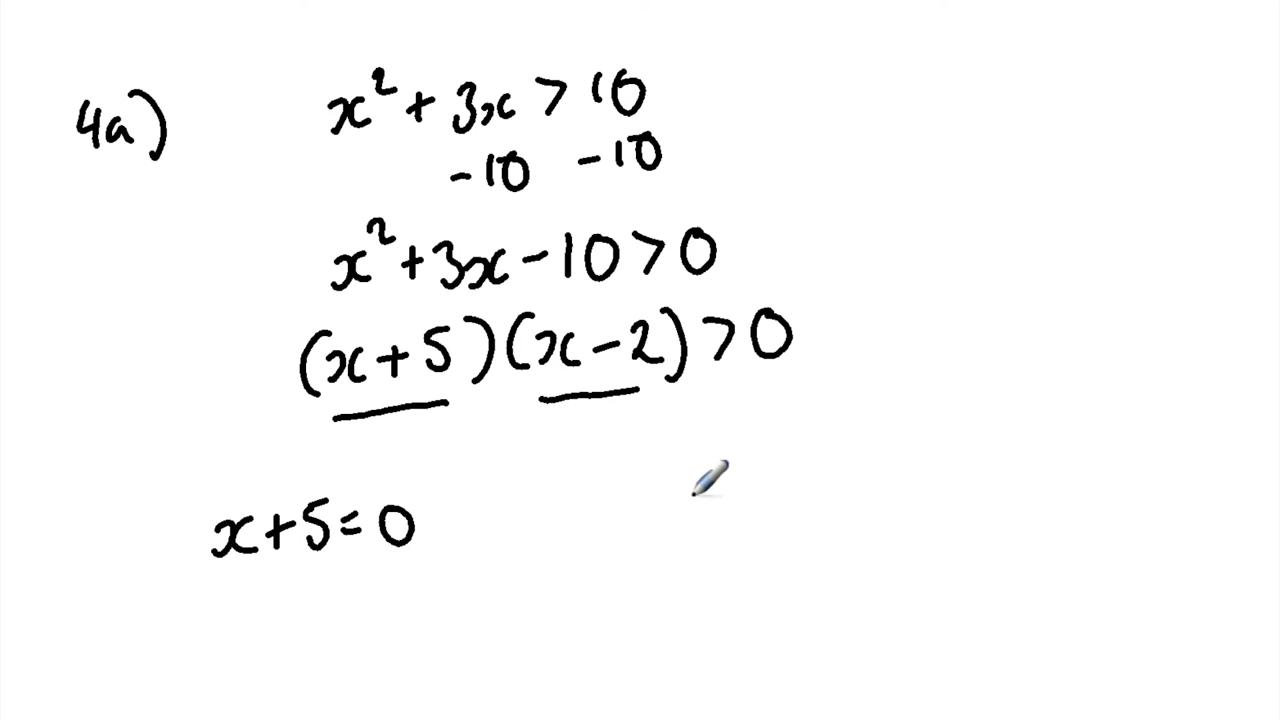 4a) x² + 3x > 10
-10 -10
x² + 3x - 10 > 0
(x + 5)(x - 2) > 0
x + 5 = 0